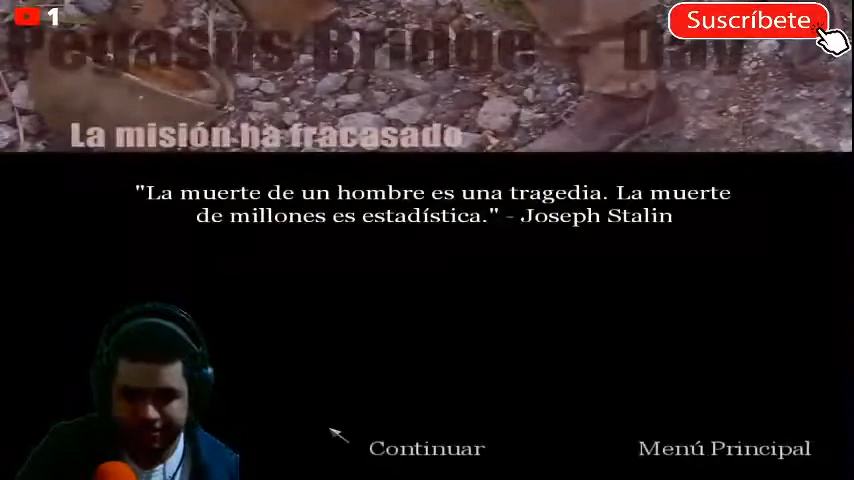 1
Suscríbete
Pegasus Bridge - Day
La misión ha fracasado
"La muerte de un hombre es una tragedia. La muerte
de millones es estadística." - Joseph Stalin
Continuar
Menú Principal